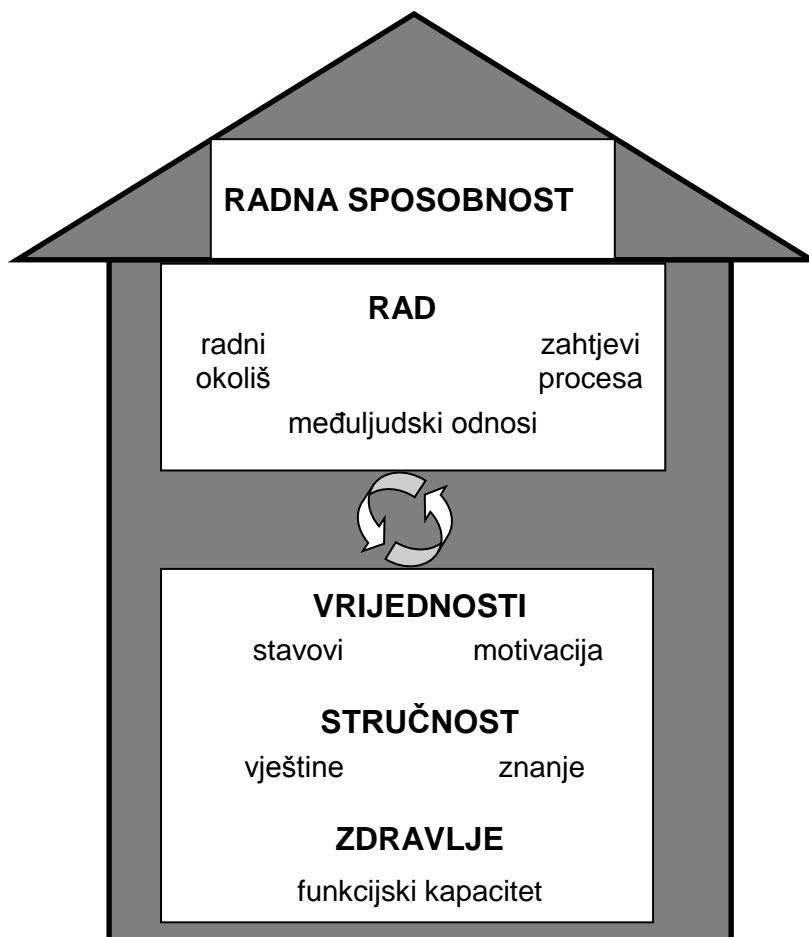 RADNA SPOSOBNOST
RAD
radni zahtjevi
okoliš procesa
međuljudski odnosi
VRIJEDNOSTI
stavovi motivacija
STRUČNOST
vještine znanje
ZDRAVLJE
funkcijski kapacitet